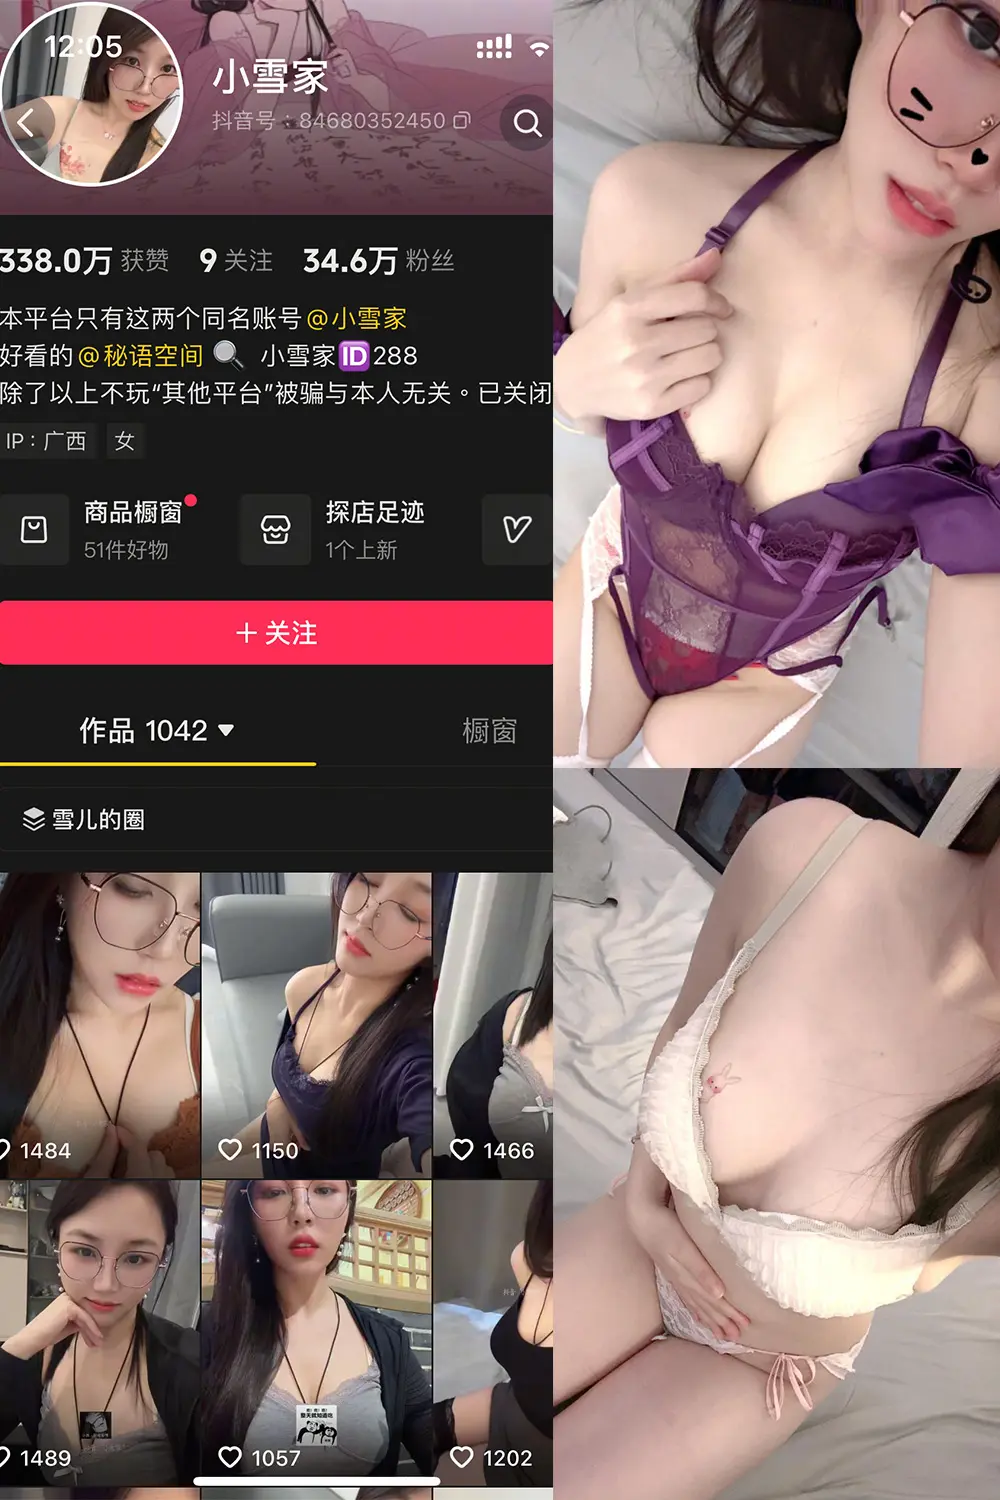 12:05
小雪家
抖音号：84680352450
338.0万 获赞 9 关注 34.6万 粉丝
本平台只有这两个同名账号@小雪家
好看的@秘语空间 小雪家ID288
除了以上不玩“其他平台”被骗与本人无关。已关闭
IP：广西 女
商品橱窗 探店足迹
51件好物 1个上新
+ 关注
作品 1042 橱窗
雪儿的圈
1484 1150 1466
1489 1057 1202